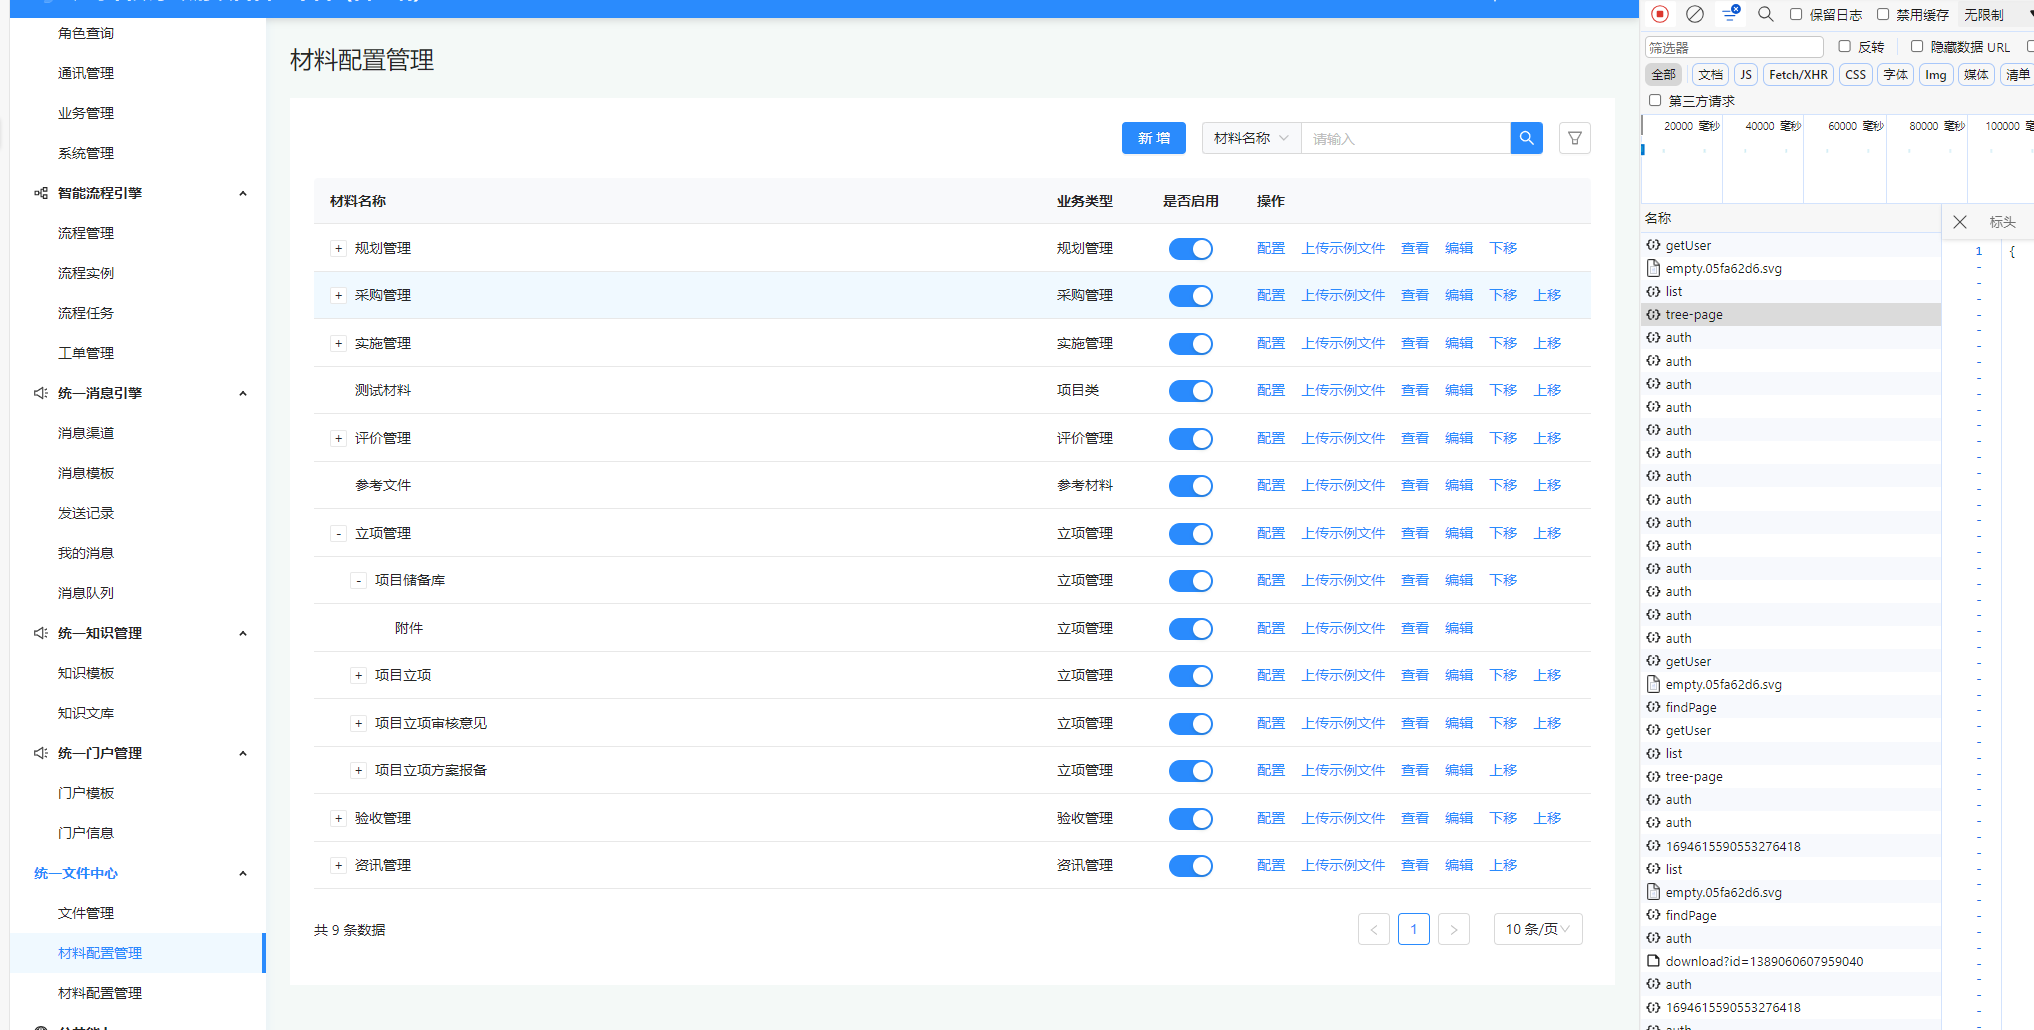 角色查询
通讯管理
业务管理
系统管理
智能流程引擎
流程管理
流程实例
流程任务
工单管理
统一消息引擎
消息渠道
消息模板
发送记录
我的消息
消息队列
统一知识管理
知识模板
知识文库
统一门户管理
门户模板
门户信息
统一文件中心
文件管理
材料配置管理
材料配置管理
材料配置管理
新增 材料名称 请输入
材料名称 业务类型 是否启用 操作
+ 规划管理 规划管理 配置 上传示例文件 查看 编辑 下移
+ 采购管理 采购管理 配置 上传示例文件 查看 编辑 下移 上移
+ 实施管理 实施管理 配置 上传示例文件 查看 编辑 下移 上移
测试材料 项目类 配置 上传示例文件 查看 编辑 下移 上移
+ 评价管理 评价管理 配置 上传示例文件 查看 编辑 下移 上移
参考文件 参考材料 配置 上传示例文件 查看 编辑 下移 上移
- 立项管理 立项管理 配置 上传示例文件 查看 编辑 下移 上移
- 项目储备库 立项管理 配置 上传示例文件 查看 编辑 下移
附件 立项管理 配置 上传示例文件 查看 编辑
+ 项目立项 立项管理 配置 上传示例文件 查看 编辑 下移 上移
+ 项目立项审核意见 立项管理 配置 上传示例文件 查看 编辑 下移 上移
+ 项目立项方案报备 立项管理 配置 上传示例文件 查看 编辑 上移
+ 验收管理 验收管理 配置 上传示例文件 查看 编辑 下移 上移
+ 资讯管理 资讯管理 配置 上传示例文件 查看 编辑 上移
共 9 条数据 < 1 > 10 条/页
保留日志 禁用缓存 无限制
筛选器 反转 隐藏数据 URL
全部 文档 JS Fetch/XHR CSS 字体 Img 媒体 清单
第三方请求
20000 毫秒 40000 毫秒 60000 毫秒 80000 毫秒 100000
名称 标头
1 {
getUser
empty.05fa62d6.svg
list
tree-page
auth
auth
auth
auth
auth
auth
auth
auth
auth
auth
auth
auth
auth
auth
getUser
empty.05fa62d6.svg
findPage
getUser
list
tree-page
auth
auth
1694615590553276418
list
empty.05fa62d6.svg
findPage
auth
download?id=1389060607959040
auth
1694615590553276418
auth